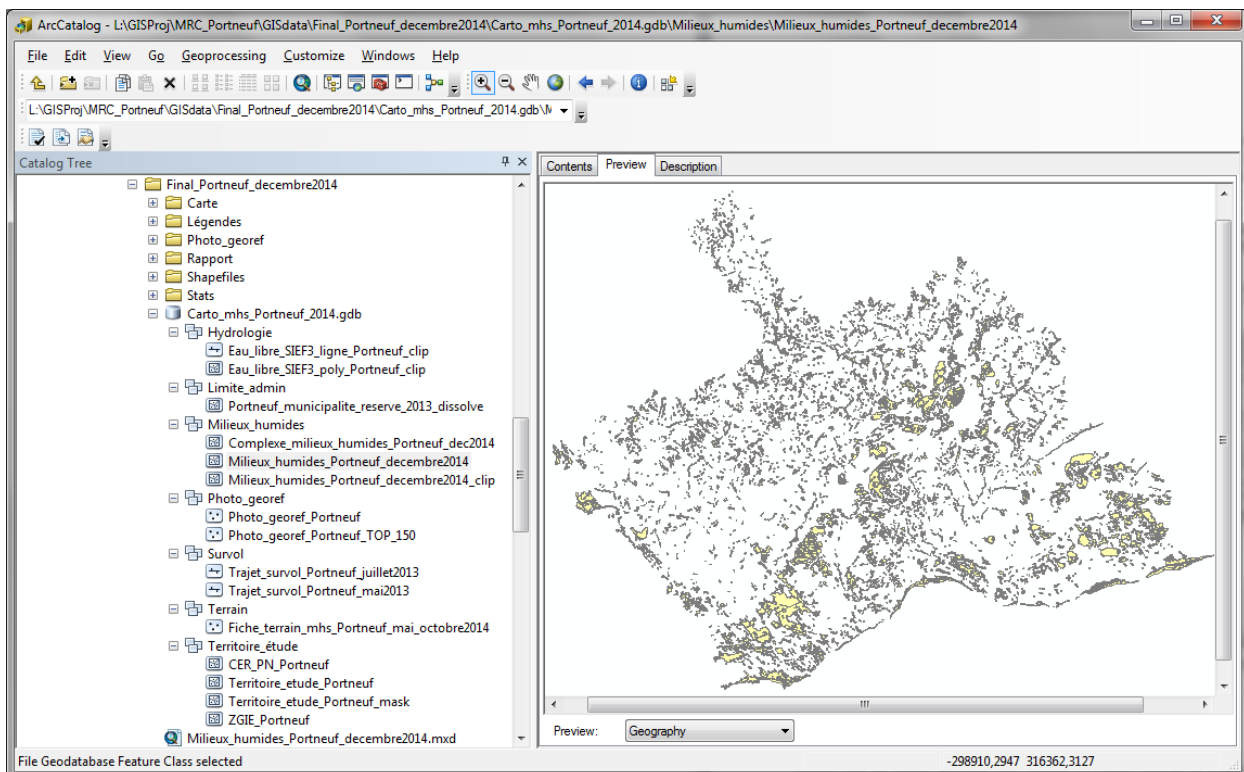 ArcCatalog - L:\GISProj\MRC_Portneuf\GISdata\Final_Portneuf_decembre2014\Carto_mhs_Portneuf_2014.gdb\Milieux_humides\Milieux_humides_Portneuf_decembre2014
File Edit View Go Geoprocessing Customize Windows Help
L:\GISProj\MRC_Portneuf\GISdata\Final_Portneuf_decembre2014\Carto_mhs_Portneuf_2014.gdb\M
Catalog Tree
Contents Preview Description
Final_Portneuf_decembre2014
Carte
Légendes
Photo_georef
Rapport
Shapefiles
Stats
Carto_mhs_Portneuf_2014.gdb
Hydrologie
Eau_libre_SIEF3_ligne_Portneuf_clip
Eau_libre_SIEF3_poly_Portneuf_clip
Limite_admin
Portneuf_municipalite_reserve_2013_dissolve
Milieux_humides
Complexe_milieux_humides_Portneuf_dec2014
Milieux_humides_Portneuf_decembre2014
Milieux_humides_Portneuf_decembre2014_clip
Photo_georef
Photo_georef_Portneuf
Photo_georef_Portneuf_TOP_150
Survol
Trajet_survol_Portneuf_juillet2013
Trajet_survol_Portneuf_mai2013
Terrain
Fiche_terrain_mhs_Portneuf_mai_octobre2014
Territoire_étude
CER_PN_Portneuf
Territoire_etude_Portneuf
Territoire_etude_Portneuf_mask
ZGIE_Portneuf
Milieux_humides_Portneuf_decembre2014.mxd
Preview: Geography
File Geodatabase Feature Class selected
-298910,2947 316362,3127